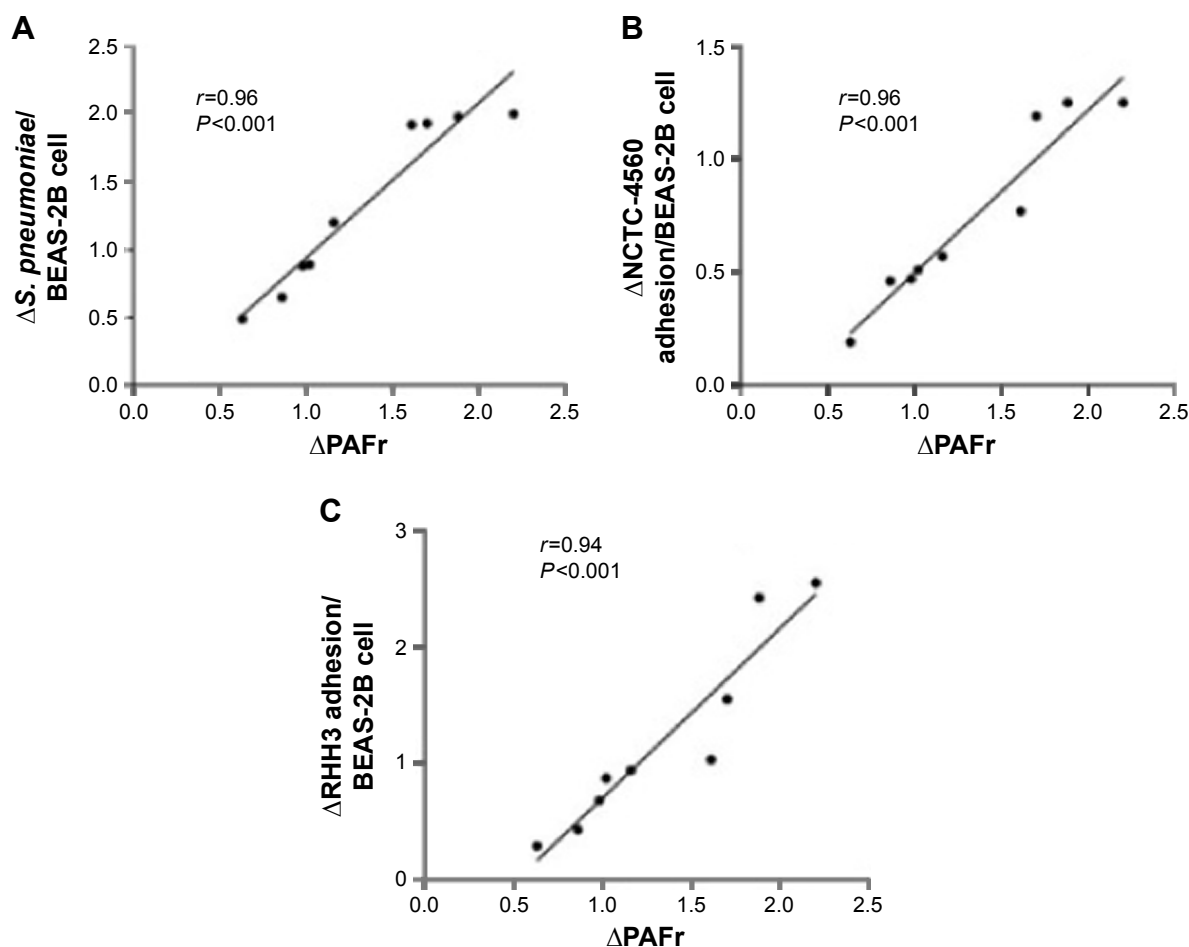 A
ΔS. pneumoniae/
BEAS-2B cell
2.5
2.0
1.5
1.0
0.5
0.0
r=0.96
P<0.001
0.0 0.5 1.0 1.5 2.0 2.5
ΔPAFr
B
ΔNCTC-4560
adhesion/BEAS-2B cell
1.5
1.0
0.5
0.0
r=0.96
P<0.001
0.0 0.5 1.0 1.5 2.0 2.5
ΔPAFr
C
ΔRHH3 adhesion/
BEAS-2B cell
3
2
1
0
r=0.94
P<0.001
0.0 0.5 1.0 1.5 2.0 2.5
ΔPAFr